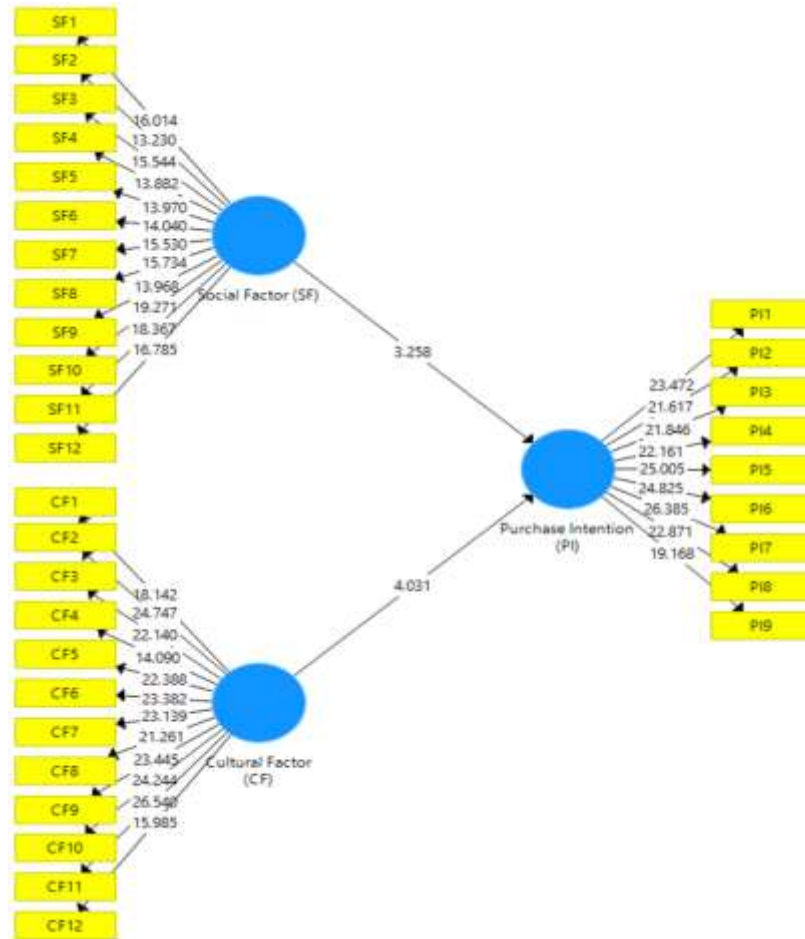 SF1
SF2
SF3
SF4
SF5
SF6
SF7
SF8
SF9
SF10
SF11
SF12
16.014
13.230
15.544
13.882
13.970
14.040
15.530
15.734
13.968
19.271
18.367
16.785
Social Factor (SF)
3.258
CF1
CF2
CF3
CF4
CF5
CF6
CF7
CF8
CF9
CF10
CF11
CF12
18.142
24.747
22.140
14.090
22.388
23.382
23.139
21.261
23.445
24.244
26.540
15.985
Cultural Factor
(CF)
4.031
Purchase Intention
(PI)
23.472
21.617
21.846
22.161
25.005
24.825
26.385
22.871
19.168
PI1
PI2
PI3
PI4
PI5
PI6
PI7
PI8
PI9